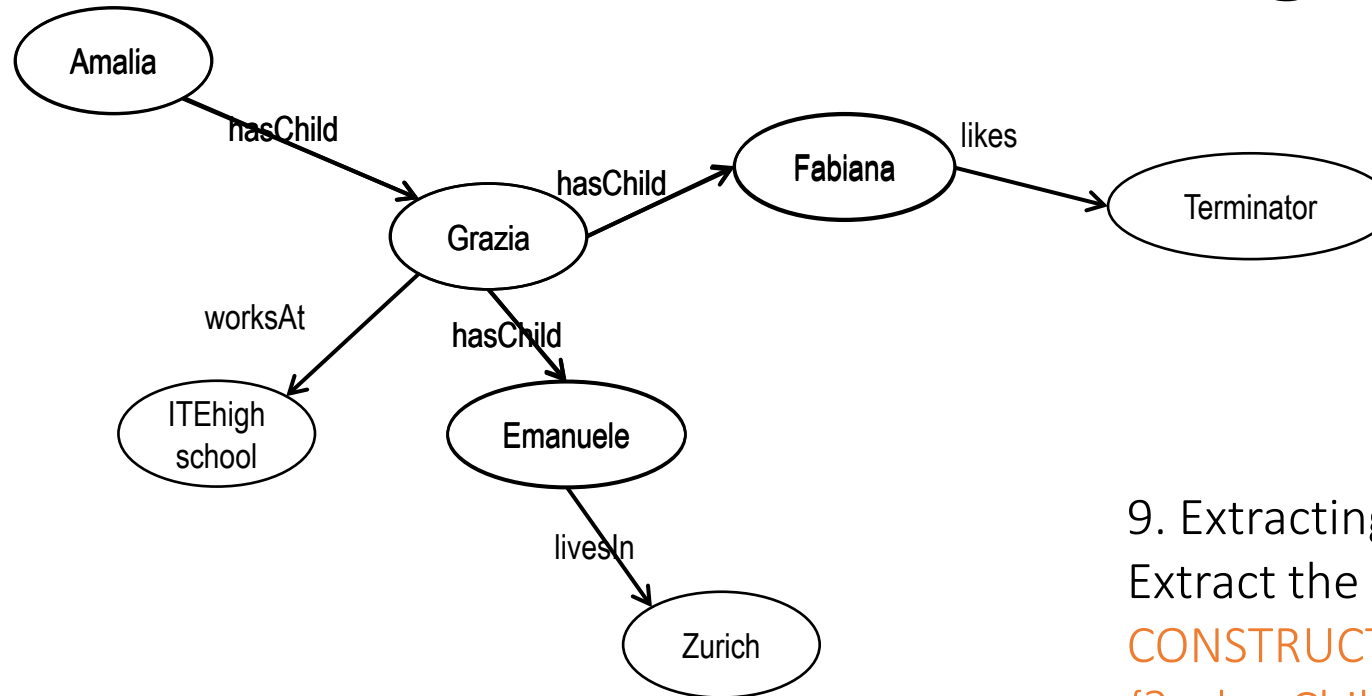 Amalia
hasChild
hasChild
Fabiana
likes
Terminator
Grazia
worksAt
hasChild
ITEhigh
school
Emanuele
livesIn
Zurich
9. Extracting
Extract the
CONSTRUCT